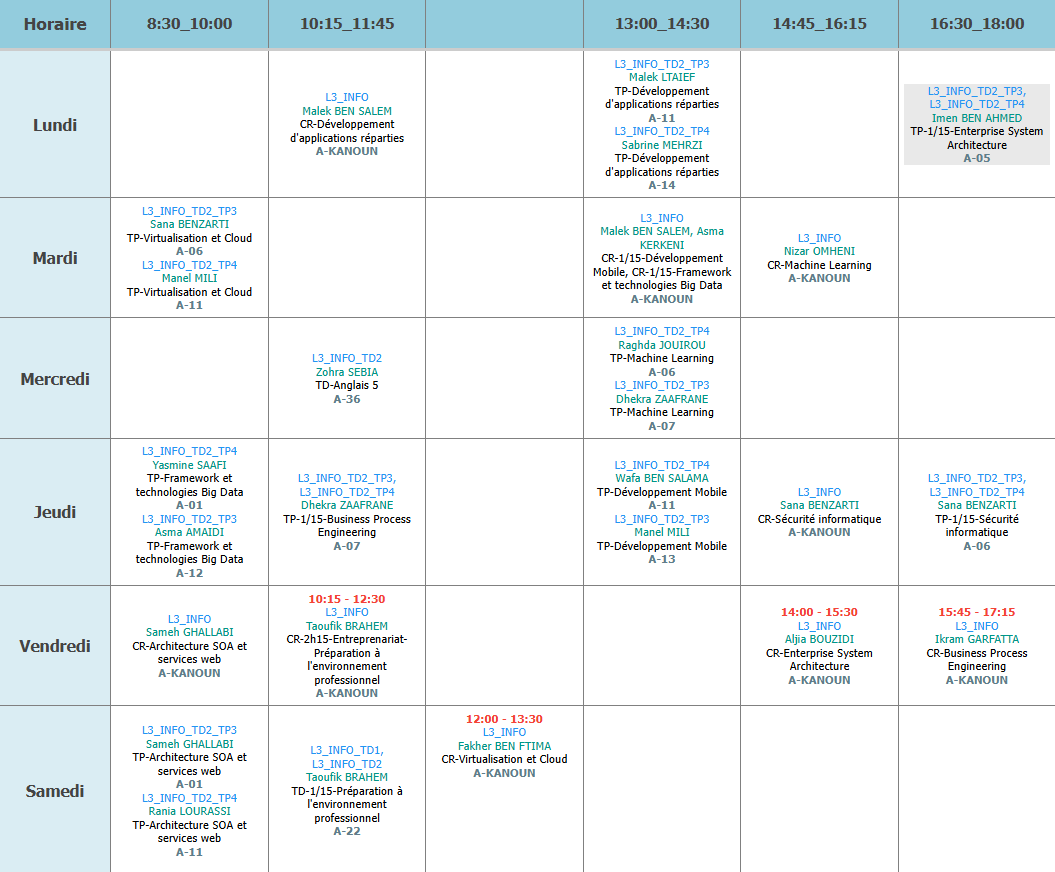 Horaire
8:30_10:00
10:15_11:45
13:00_14:30
14:45_16:15
16:30_18:00
Lundi
L3_INFO
Malek BEN SALEM
CR-Développement
d'applications réparties
A-KANOUN
L3_INFO_TD2_TP3
Malek LTAIEF
TP-Développement
d'applications réparties
A-11
L3_INFO_TD2_TP4
Sabrine MEHRZI
TP-Développement
d'applications réparties
A-14
L3_INFO_TD2_TP3,
L3_INFO_TD2_TP4
Imen BEN AHMED
TP-1/15-Enterprise System
Architecture
A-05
Mardi
L3_INFO_TD2_TP3
Sana BENZARTI
TP-Virtualisation et Cloud
A-06
L3_INFO_TD2_TP4
Manel MILI
TP-Virtualisation et Cloud
A-11
L3_INFO
Malek BEN SALEM, Asma
KERKENI
CR-1/15-Développement
Mobile, CR-1/15-Framework
et technologies Big Data
A-KANOUN
L3_INFO
Nizar OMHENI
CR-Machine Learning
A-KANOUN
Mercredi
L3_INFO_TD2
Zohra SEBIA
TD-Anglais 5
A-36
L3_INFO_TD2_TP4
Raghda JOUIROU
TP-Machine Learning
A-06
L3_INFO_TD2_TP3
Dhekra ZAAFRANE
TP-Machine Learning
A-07
Jeudi
L3_INFO_TD2_TP4
Yasmine SAAFI
TP-Framework et
technologies Big Data
A-01
L3_INFO_TD2_TP3
Asma AMAIDI
TP-Framework et
technologies Big Data
A-12
L3_INFO_TD2_TP3,
L3_INFO_TD2_TP4
Dhekra ZAAFRANE
TP-1/15-Business Process
Engineering
A-07
L3_INFO_TD2_TP4
Wafa BEN SALAMA
TP-Développement Mobile
A-11
L3_INFO_TD2_TP3
Manel MILI
TP-Développement Mobile
A-13
L3_INFO
Sana BENZARTI
CR-Sécurité informatique
A-KANOUN
L3_INFO_TD2_TP3,
L3_INFO_TD2_TP4
Sana BENZARTI
TP-1/15-Sécurité
informatique
A-06
Vendredi
L3_INFO
Sameh GHALLABI
CR-Architecture SOA et
services web
A-KANOUN
10:15 - 12:30
L3_INFO
Taoufik BRAHEM
CR-2h15-Entreprenariat-
Préparation à
l'environnement
professionnel
A-KANOUN
14:00 - 15:30
L3_INFO
Aljia BOUZIDI
CR-Enterprise System
Architecture
A-KANOUN
15:45 - 17:15
L3_INFO
Ikram GARFATTA
CR-Business Process
Engineering
A-KANOUN
Samedi
L3_INFO_TD2_TP3
Sameh GHALLABI
TP-Architecture SOA et
services web
A-01
L3_INFO_TD2_TP4
Rania LOURASSI
TP-Architecture SOA et
services web
A-11
L3_INFO_TD1,
L3_INFO_TD2
Taoufik BRAHEM
TD-1/15-Préparation à
l'environnement
professionnel
A-22
12:00 - 13:30
L3_INFO
Fakher BEN FTIMA
CR-Virtualisation et Cloud
A-KANOUN